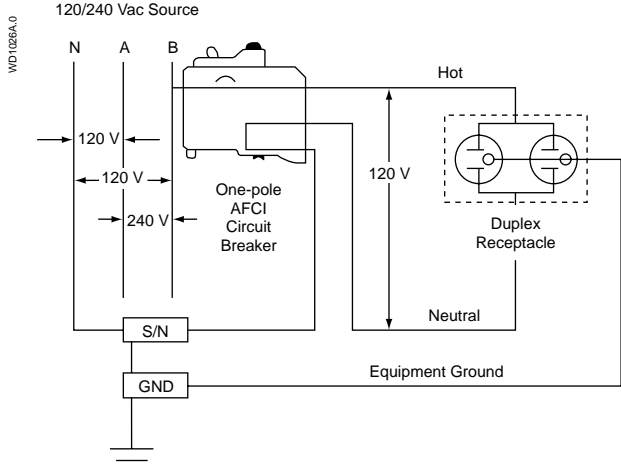 120/240 Vac Source
WD1026A.0
N A B
Hot
120 V
120 V
240 V
One-pole
AFCI
Circuit
Breaker
120 V
Duplex
Receptacle
S/N
Neutral
GND
Equipment Ground